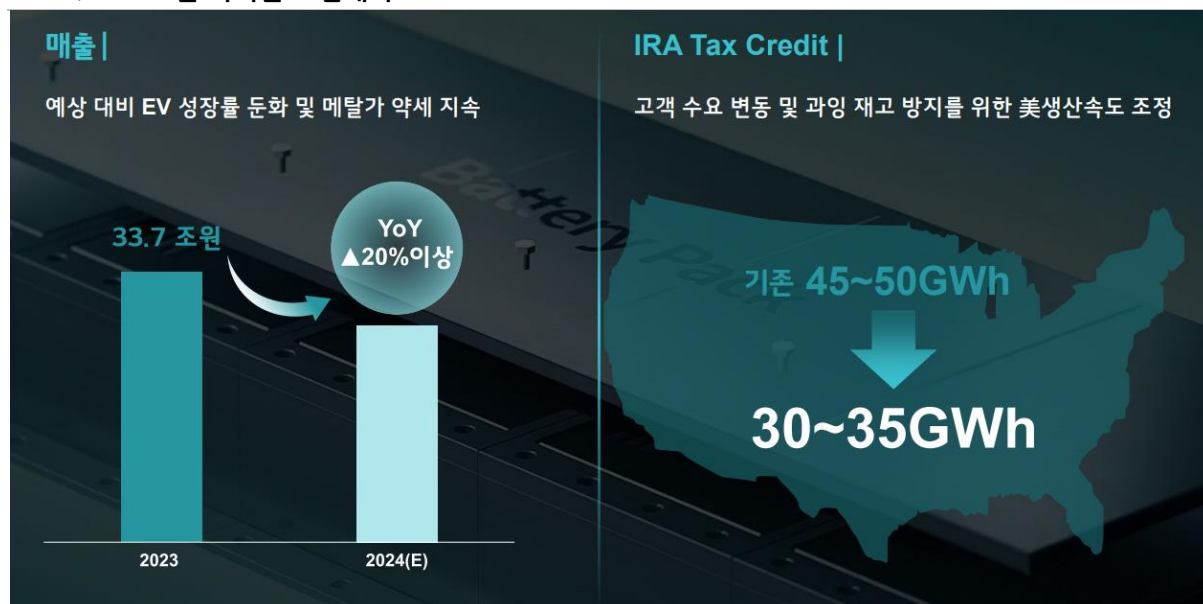 매출|
예상 대비 EV 성장률 둔화 및 메탈가 약세 지속
33.7 조원
YoY
▲20%이상
2023
2024(E)
IRA Tax Credit |
고객 수요 변동 및 과잉 재고 방지를 위한 美생산속도 조정
기존 45~50GWh
30~35GWh
Battery Pack